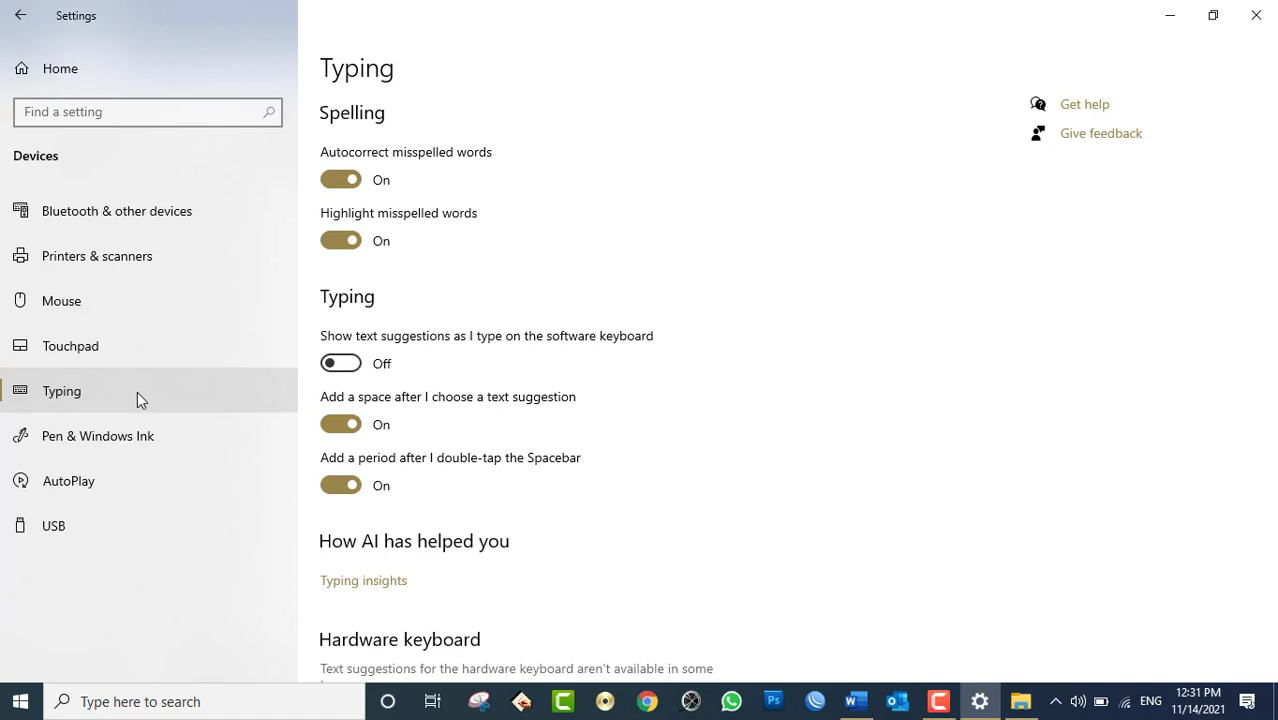 Settings
Home
Find a setting
Devices
Bluetooth & other devices
Printers & scanners
Mouse
Touchpad
Typing
Pen & Windows Ink
AutoPlay
USB
Typing
Spelling
Autocorrect misspelled words
On
Highlight misspelled words
On
Typing
Show text suggestions as I type on the software keyboard
Off
Add a space after I choose a text suggestion
On
Add a period after I double-tap the Spacebar
On
How AI has helped you
Typing insights
Hardware keyboard
Text suggestions for the hardware keyboard aren't available in some
Get help
Give feedback
Type here to search
Ps
ENG
12:31 PM
11/14/2021